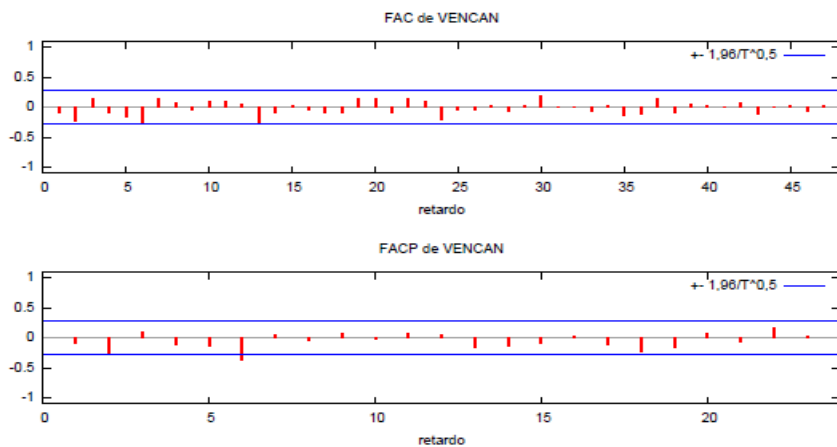 FAC de VENCAN
+- 1,96/T^0,5
1
0.5
0
-0.5
-1
0 5 10 15 20 25 30 35 40 45
retardo
FACP de VENCAN
+- 1,96/T^0,5
1
0.5
0
-0.5
-1
0 5 10 15 20
retardo